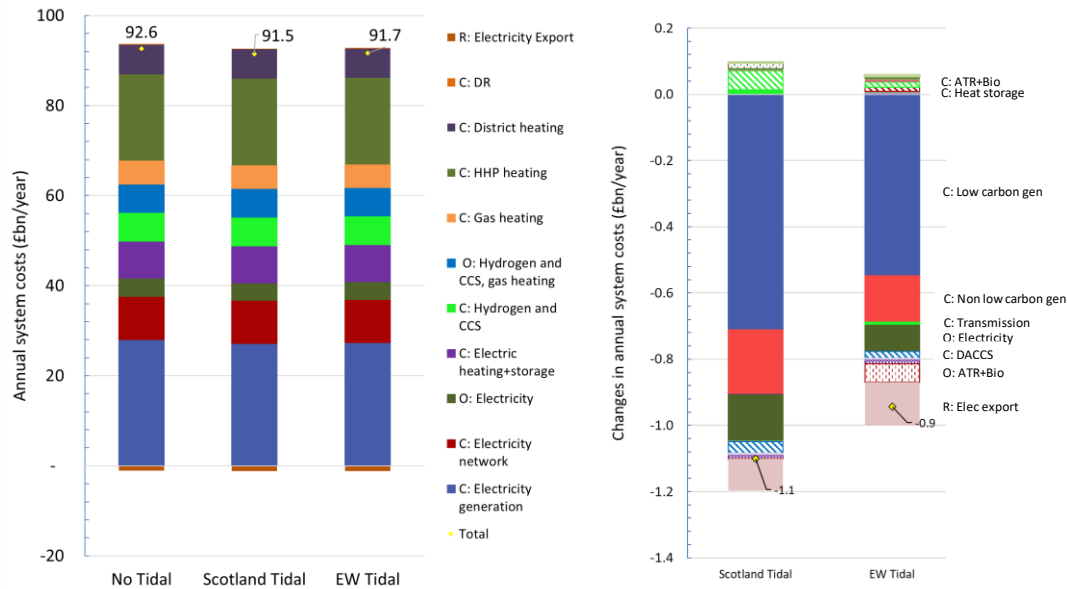 100
80
60
40
20
-
-20
Annual system costs (£bn/year)
92.6
91.5
91.7
No Tidal
Scotland Tidal
EW Tidal
R: Electricity Export
C: DR
C: District heating
C: HHP heating
C: Gas heating
O: Hydrogen and
CCS, gas heating
C: Hydrogen and
CCS
C: Electric
heating+storage
O: Electricity
C: Electricity
network
C: Electricity
generation
Total
Changes in annual system costs (£bn/year)
0.2
0.0
-0.2
-0.4
-0.6
-0.8
-1.0
-1.2
-1.4
-1.1
-0.9
Scotland Tidal
EW Tidal
C: ATR+Bio
C: Heat storage
C: Low carbon gen
C: Non low carbon gen
C: Transmission
O: Electricity
C: DACCS
O: ATR+Bio
R: Elec export